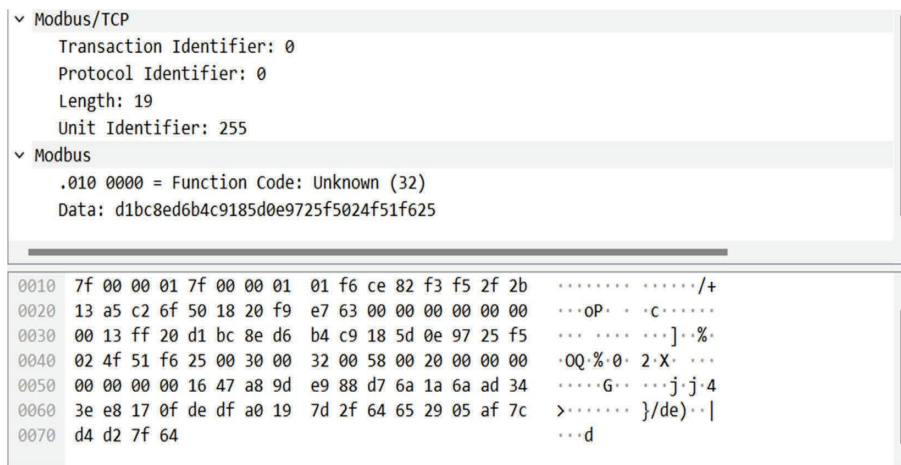 Modbus/TCP
Transaction Identifier: 0
Protocol Identifier: 0
Length: 19
Unit Identifier: 255
Modbus
.010 0000 = Function Code: Unknown (32)
Data: d1bc8ed6b4c9185d0e9725f5024f51f625
0010 7f 00 00 01 7f 00 00 01 01 f6 ce 82 f3 f5 2f 2b ········ ······/+
0020 13 a5 c2 6f 50 18 20 f9 e7 63 00 00 00 00 00 00 ···oP· · ·c······
0030 00 13 ff 20 d1 bc 8e d6 b4 c9 18 5d 0e 97 25 f5 ··· ···· ···]··%·
0040 02 4f 51 f6 25 00 30 00 32 00 58 00 20 00 00 00 ·OQ·%·0· 2·X· ···
0050 00 00 00 00 16 47 a8 9d e9 88 d7 6a 1a 6a ad 34 ·····G·· ···j·j·4
0060 3e e8 17 0f de df a0 19 7d 2f 64 65 29 05 af 7c >······· }/de)··|
0070 d4 d2 7f 64 ···d